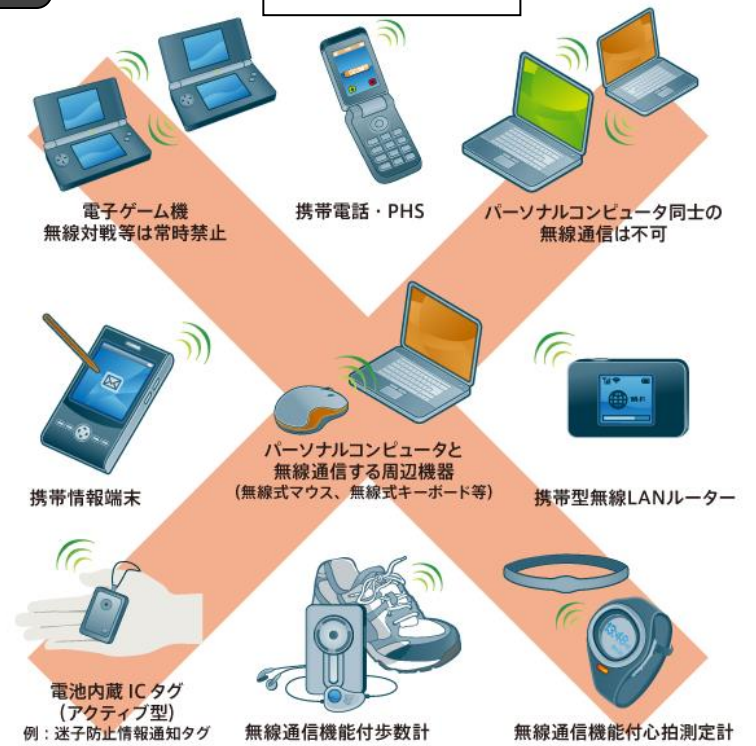 電子ゲーム機
無線対戦等は常時禁止
携帯電話・PHS
パーソナルコンピュータ同士の
無線通信は不可
携帯情報端末
パーソナルコンピュータと
無線通信する周辺機器
(無線式マウス、無線式キーボード等)
Wi-Fi
携帯型無線LANルーター
電池内蔵 IC タグ
(アクティブ型)
例：迷子防止情報通知タグ
無線通信機能付歩数計
無線通信機能付心拍測定計